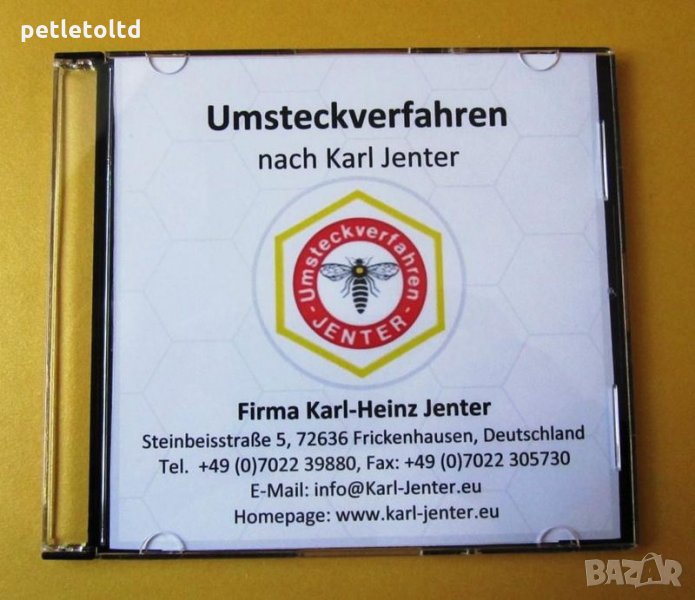 petletoltd
Umsteckverfahren
nach Karl Jenter
Umsteckverfahren
- JENTER -
Firma Karl-Heinz Jenter
Steinbeisstraße 5, 72636 Frickenhausen, Deutschland
Tel. +49 (0)7022 39880, Fax: +49 (0)7022 305730
E-Mail: info@Karl-Jenter.eu
Homepage: www.karl-jenter.eu
BAZAR